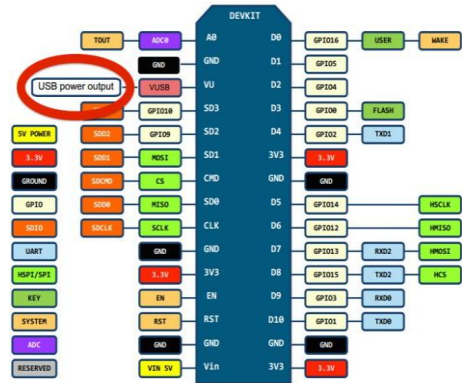 DEVKIT
TOUT ADC0 A0 D0 GPIO16 USER WAKE
GND GND D1 GPIO5
USB power output VUSB VU D2 GPIO4
GPIO10 SD3 D3 GPIO0 FLASH
5V POWER SDD2 GPIO9 SD2 D4 GPIO2 TXD1
3.3V SDD1 MOSI SD1 3V3 3.3V
GROUND SDCMD CS CMD GND GND
GPIO SDD0 MISO SD0 D5 GPIO14 HSCLK
SDIO SDCLK SCLK CLK D6 GPIO12 HMISO
UART GND GND D7 GPIO13 RXD2 HMOSI
HSPI/SPI 3.3V 3V3 D8 GPIO15 TXD2 HCS
KEY EN EN D9 GPIO3 RXD0
SYSTEM RST RST D10 GPIO1 TXD0
ADC GND GND GND GND
RESERVED VIN 5V Vin 3V3 3.3V